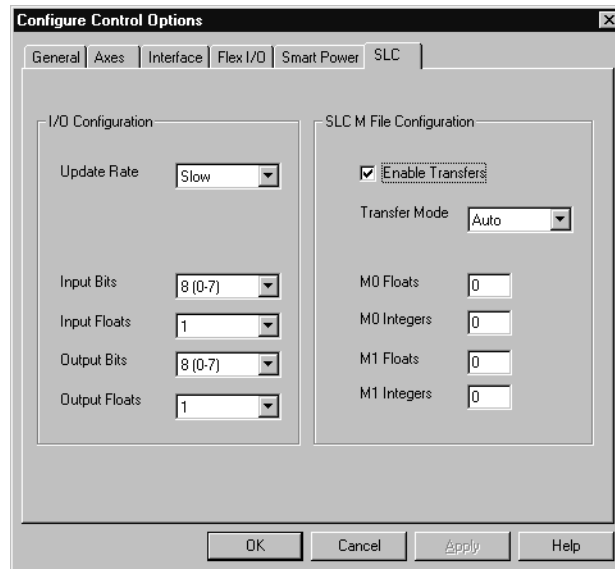 Configure Control Options
General Axes Interface Flex I/O Smart Power SLC
I/O Configuration
Update Rate Slow
Input Bits 8 (0-7)
Input Floats 1
Output Bits 8 (0-7)
Output Floats 1
SLC M File Configuration
Enable Transfers
Transfer Mode Auto
M0 Floats 0
M0 Integers 0
M1 Floats 0
M1 Integers 0
OK Cancel Apply Help